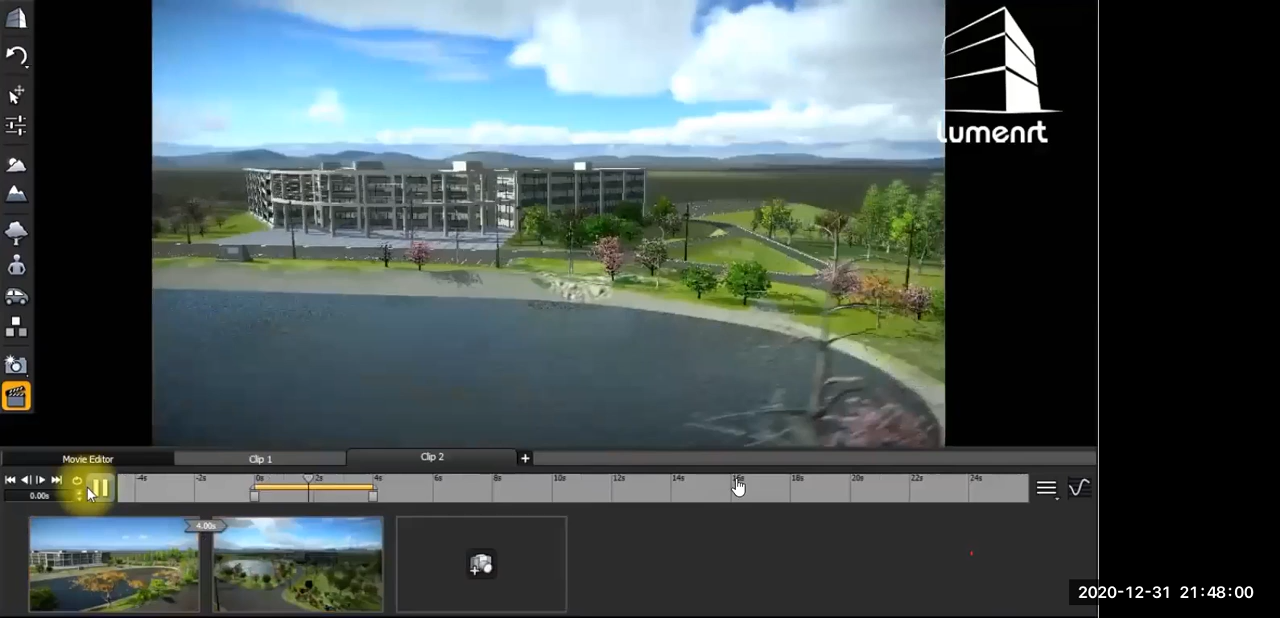 lumenrt
Movie Editor
Clip 1
Clip 2
+
-4s
-2s
0s
2s
4s
6s
8s
10s
12s
14s
16s
18s
20s
22s
24s
0.00s
4.00s
2020-12-31 21:48:00